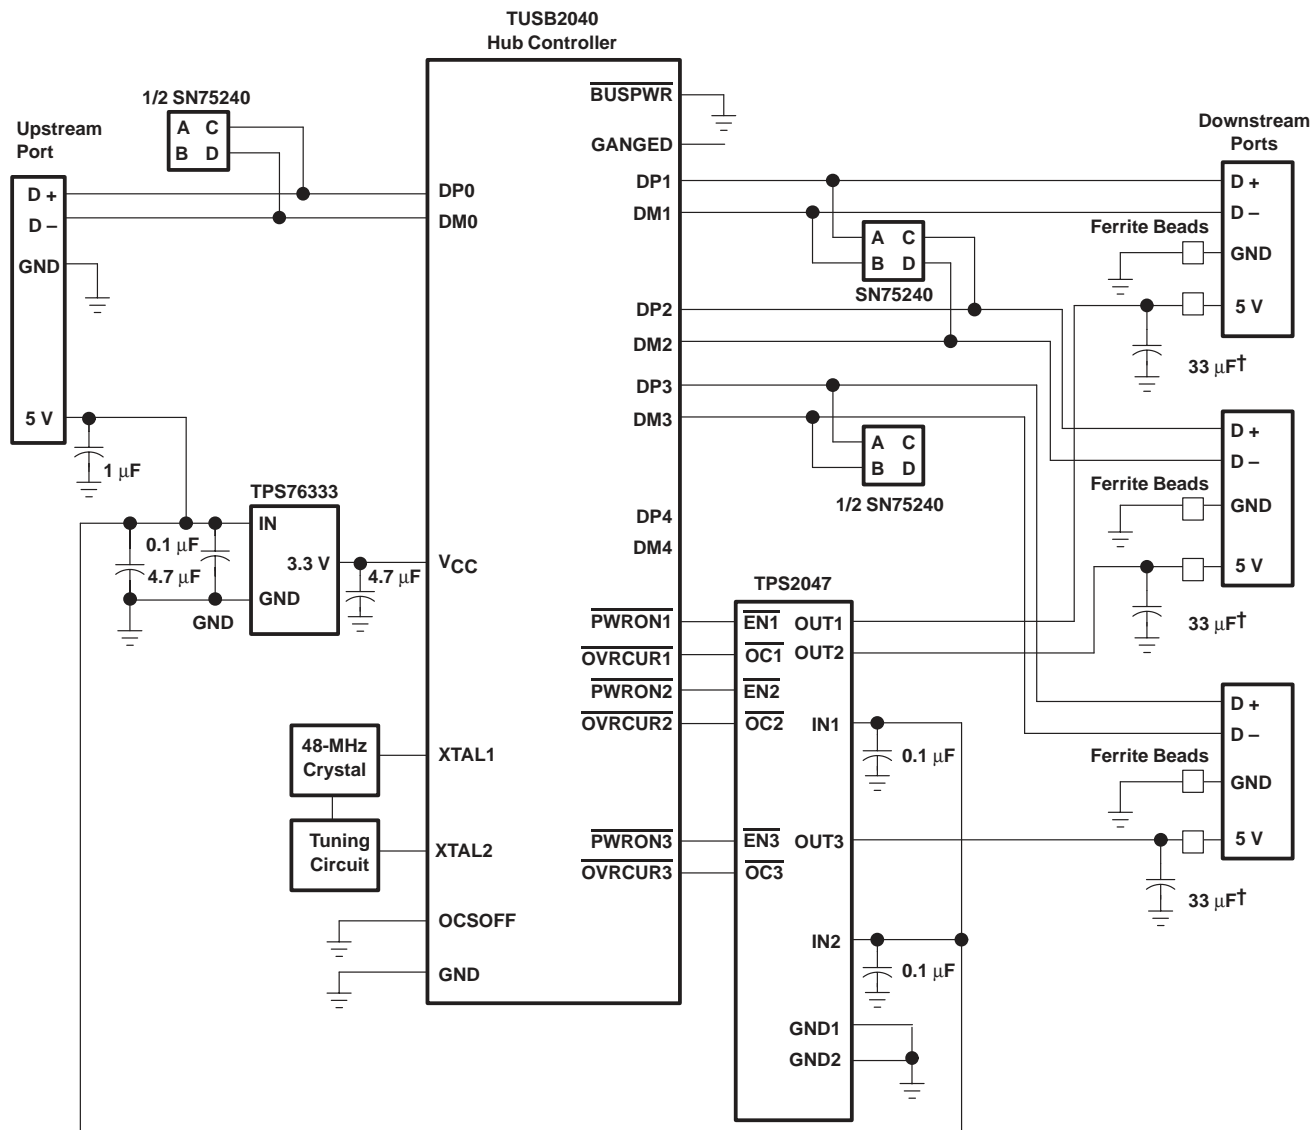 TUSB2040
Hub Controller
1/2 SN75240
A C
B D
Upstream
Port
D +
D –
GND
5 V
1 μF
BUSPWR
GANGED
DP0
DM0
DP1
DM1
DP2
DM2
DP3
DM3
DP4
DM4
A C
B D
SN75240
A C
B D
1/2 SN75240
Downstream
Ports
D +
D –
Ferrite Beads
GND
5 V
33 μF†
D +
D –
Ferrite Beads
GND
5 V
33 μF†
D +
D –
Ferrite Beads
GND
5 V
33 μF†
TPS76333
IN
3.3 V
GND
0.1 μF
4.7 μF
GND
4.7 μF
VCC
PWRON1
OVRCUR1
PWRON2
OVRCUR2
PWRON3
OVRCUR3
48-MHz
Crystal
Tuning
Circuit
XTAL1
XTAL2
OCSOFF
GND
TPS2047
EN1 OUT1
OC1 OUT2
EN2
OC2 IN1
0.1 μF
EN3 OUT3
OC3
IN2
0.1 μF
GND1
GND2